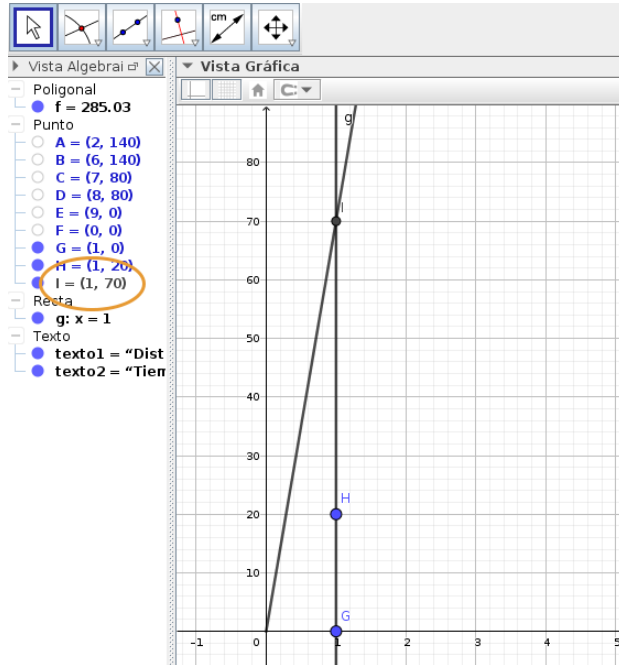 cm
Vista Algebrai
Vista Gráfica
Poligonal
f = 285.03
Punto
A = (2, 140)
B = (6, 140)
C = (7, 80)
D = (8, 80)
E = (9, 0)
F = (0, 0)
G = (1, 0)
H = (1, 20)
I = (1, 70)
Recta
g: x = 1
Texto
texto1 = “Dist
texto2 = “Tiem
g
80
I
70
60
50
40
30
H
20
10
G
-1
0
1
2
3
4
5